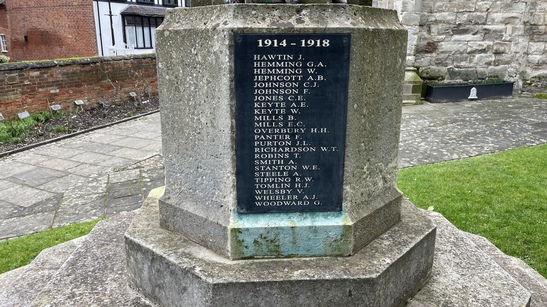 1914 - 1918
HAWTIN J.
HEMMING G.A.
HEMMING W.
JEPHCOTT A.B.
JOHNSON C.J.
JOHNSON F.
JONES C.E.
KEYTE A.E.
KEYTE W.
MILLS B.
MILLS E.C.
OVERBURY H.H.
PANTER F.
PURTON J.L.
RICHARDSON W.T.
ROBINS T.
SMITH A.
STANTON W.E.
STEELE A.
TIPPING R.W.
TOMLIN H.J.
WELSBY V.
WHEELER A.J.
WOODWARD G.